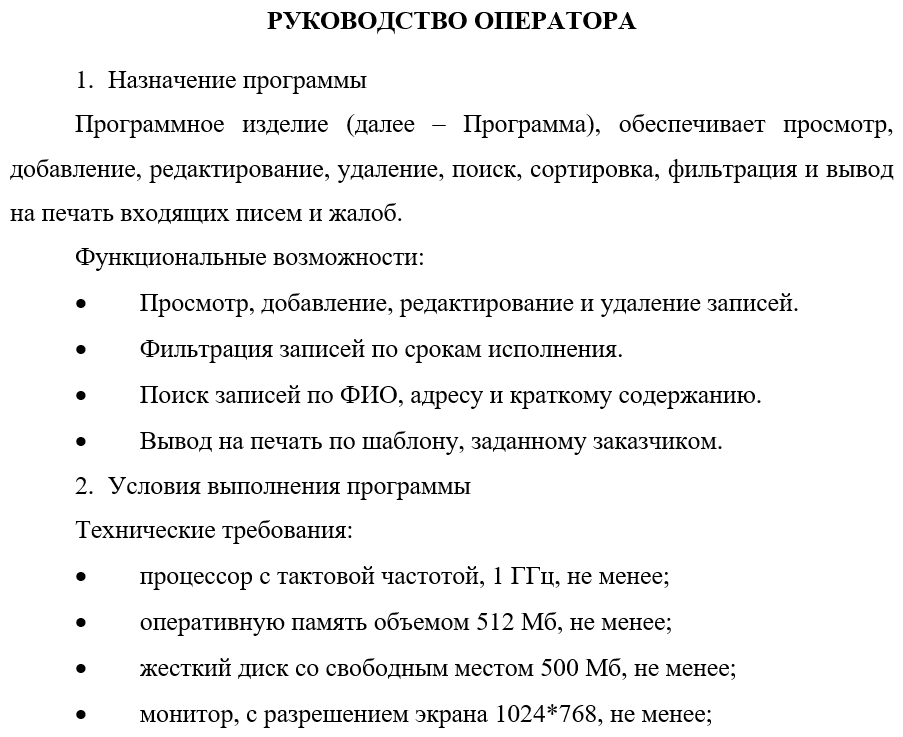 РУКОВОДСТВО ОПЕРАТОРА
1. Назначение программы
Программное изделие (далее – Программа), обеспечивает просмотр,
добавление, редактирование, удаление, поиск, сортировка, фильтрация и вывод
на печать входящих писем и жалоб.
Функциональные возможности:
• Просмотр, добавление, редактирование и удаление записей.
• Фильтрация записей по срокам исполнения.
• Поиск записей по ФИО, адресу и краткому содержанию.
• Вывод на печать по шаблону, заданному заказчиком.
2. Условия выполнения программы
Технические требования:
• процессор с тактовой частотой, 1 ГГц, не менее;
• оперативную память объемом 512 Мб, не менее;
• жесткий диск со свободным местом 500 Мб, не менее;
• монитор, с разрешением экрана 1024*768, не менее;